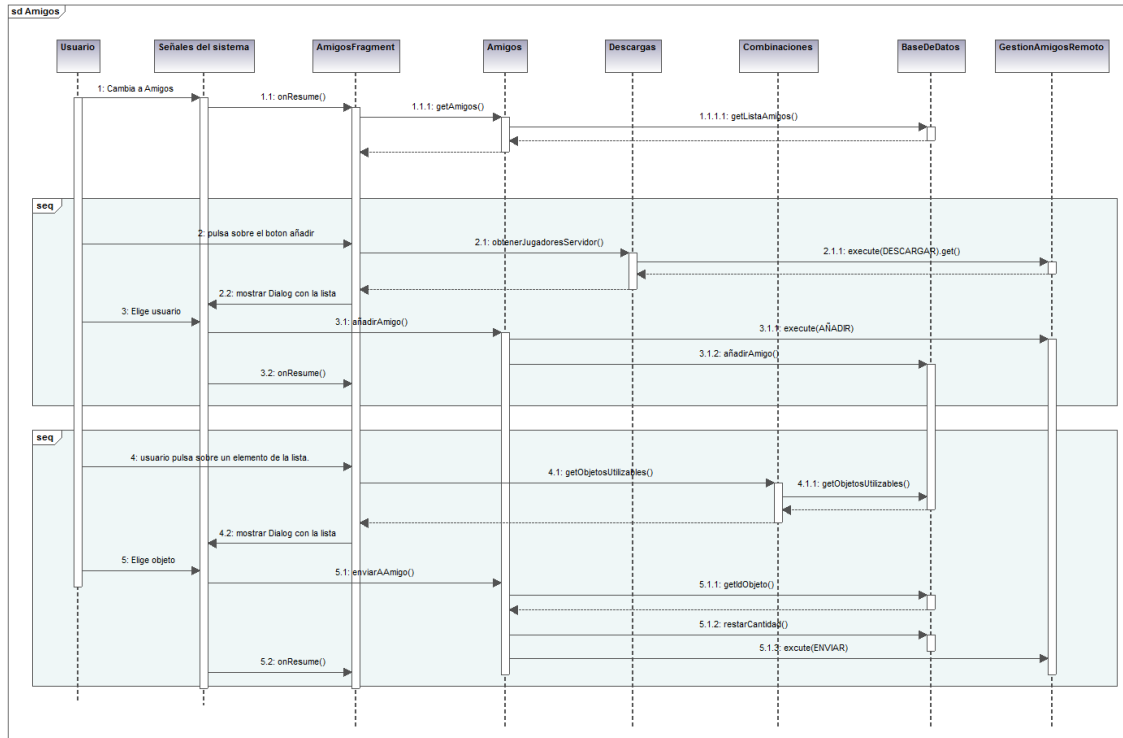 sd Amigos
Usuario
Señales del sistema
AmigosFragment
Amigos
Descargas
Combinaciones
BaseDeDatos
GestionAmigosRemoto
1: Cambia a Amigos
1.1: onResume()
1.1.1: getAmigos()
1.1.1.1: getListaAmigos()
seq
2: pulsa sobre el boton añadir
2.1: obtenerJugadoresServidor()
2.1.1: execute(DESCARGAR).get()
2.2: mostrar Dialog con la lista
3: Elige usuario
3.1: añadirAmigo()
3.1.1: execute(AÑADIR)
3.1.2: añadirAmigo()
3.2: onResume()
seq
4: usuario pulsa sobre un elemento de la lista.
4.1: getObjetosUtilizables()
4.1.1: getObjetosUtilizables()
4.2: mostrar Dialog con la lista
5: Elige objeto
5.1: enviarAAmigo()
5.1.1: getIdObjeto()
5.1.2: restarCantidad()
5.1.3: excute(ENVIAR)
5.2: onResume()